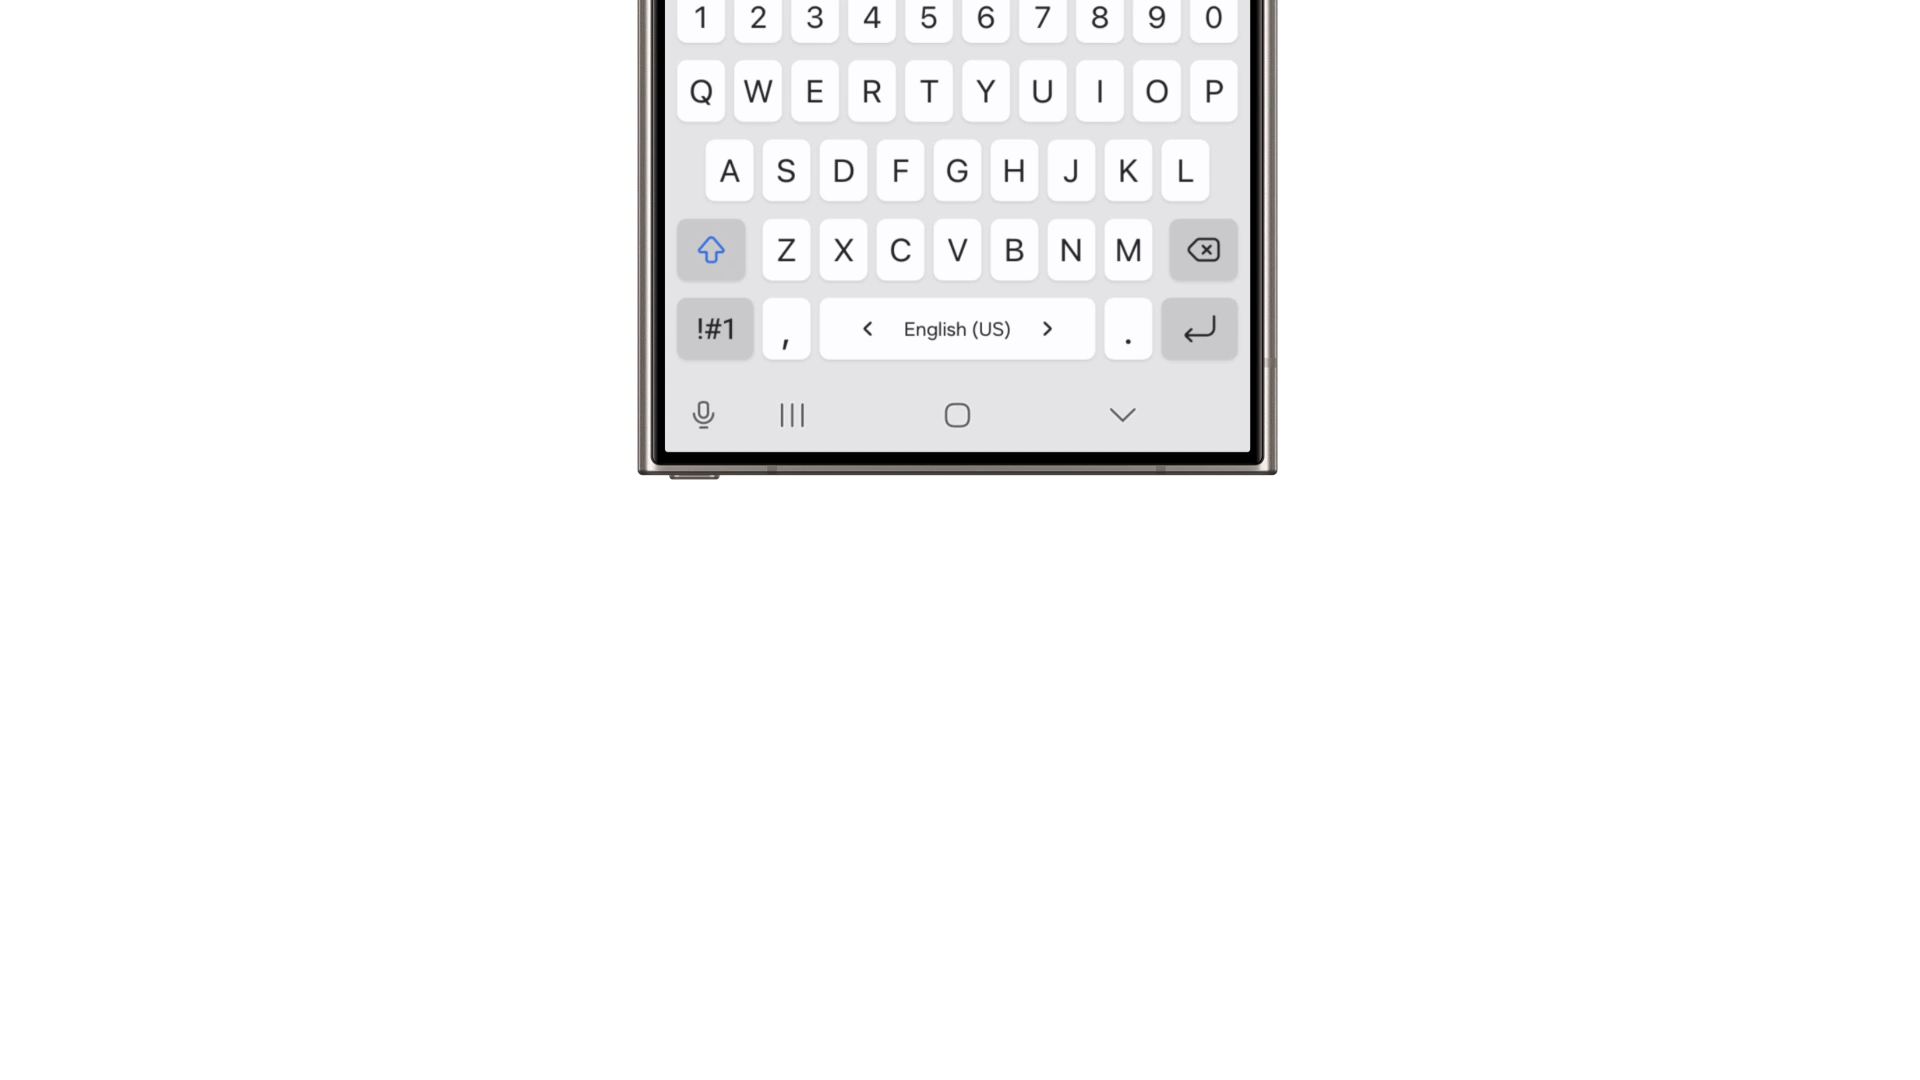 1 2 3 4 5 6 7 8 9 0
Q W E R T Y U I O P
A S D F G H J K L
Z X C V B N M
!#1 , < English (US) > .